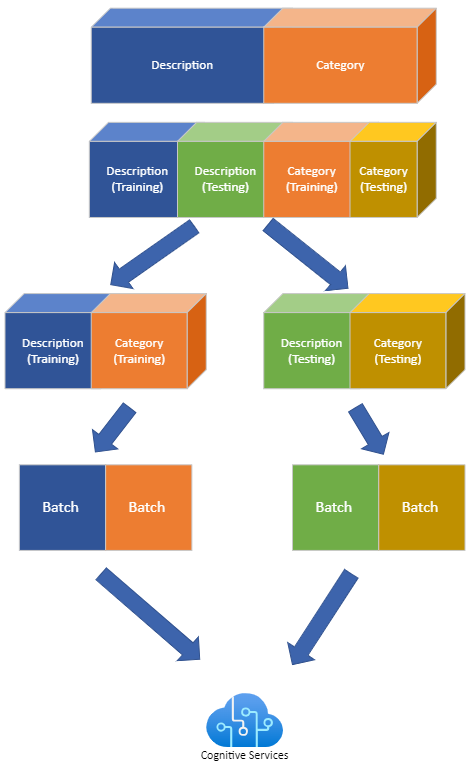 Description
Category
Description
(Training)
Description
(Testing)
Category
(Training)
Category
(Testing)
Description
(Training)
Category
(Training)
Description
(Testing)
Category
(Testing)
Batch
Batch
Batch
Batch
Cognitive Services